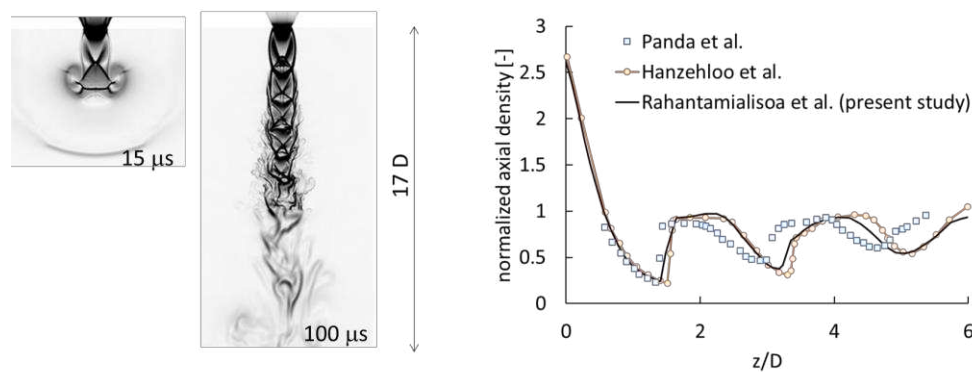 15 μs
100 μs
17 D
normalized axial density [-]
3
2.5
2
1.5
1
0.5
0
0
2
4
6
z/D
Panda et al.
Hanzehloo et al.
Rahantamialisoa et al. (present study)